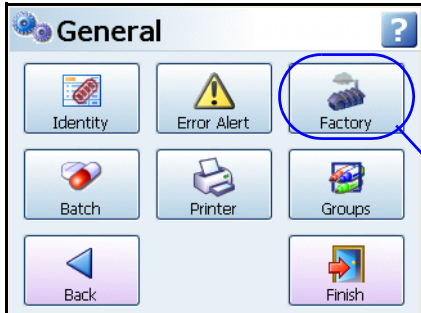 General ?
Identity Error Alert Factory
Batch Printer Groups
Back Finish